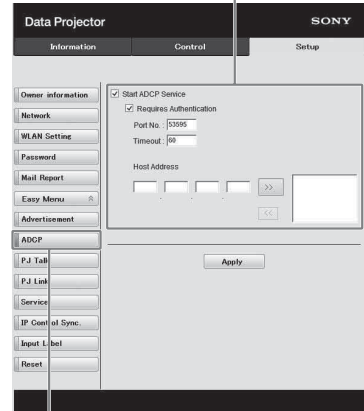 Data Projector
SONY
Information
Control
Setup
Owner information
Network
WLAN Setting
Password
Mail Report
Easy Menu
Advertisement
ADCP
PJ Talk
PJ Link
Service
IP Control Sync.
Input Label
Reset
Start ADCP Service
Requires Authentication
Port No. : 53595
Timeout : 60
Host Address
. . .
>>
<<
Apply